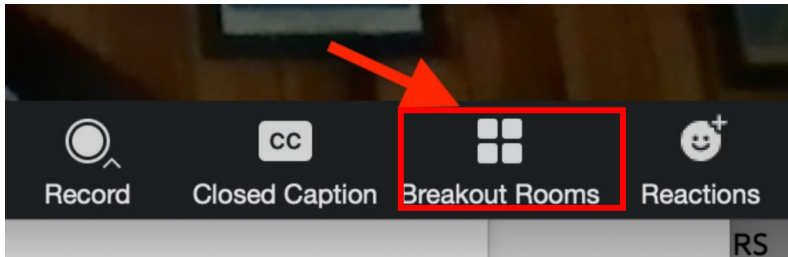 CC
Record
Closed Caption
Breakout Rooms
Reactions
RS